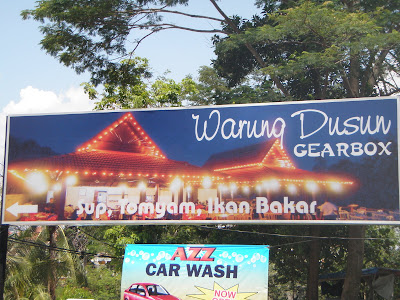 Warung Dusun
GEARBOX
Sup, Tomyam, Ikan Bakar
AZZ
CAR WASH
NOW